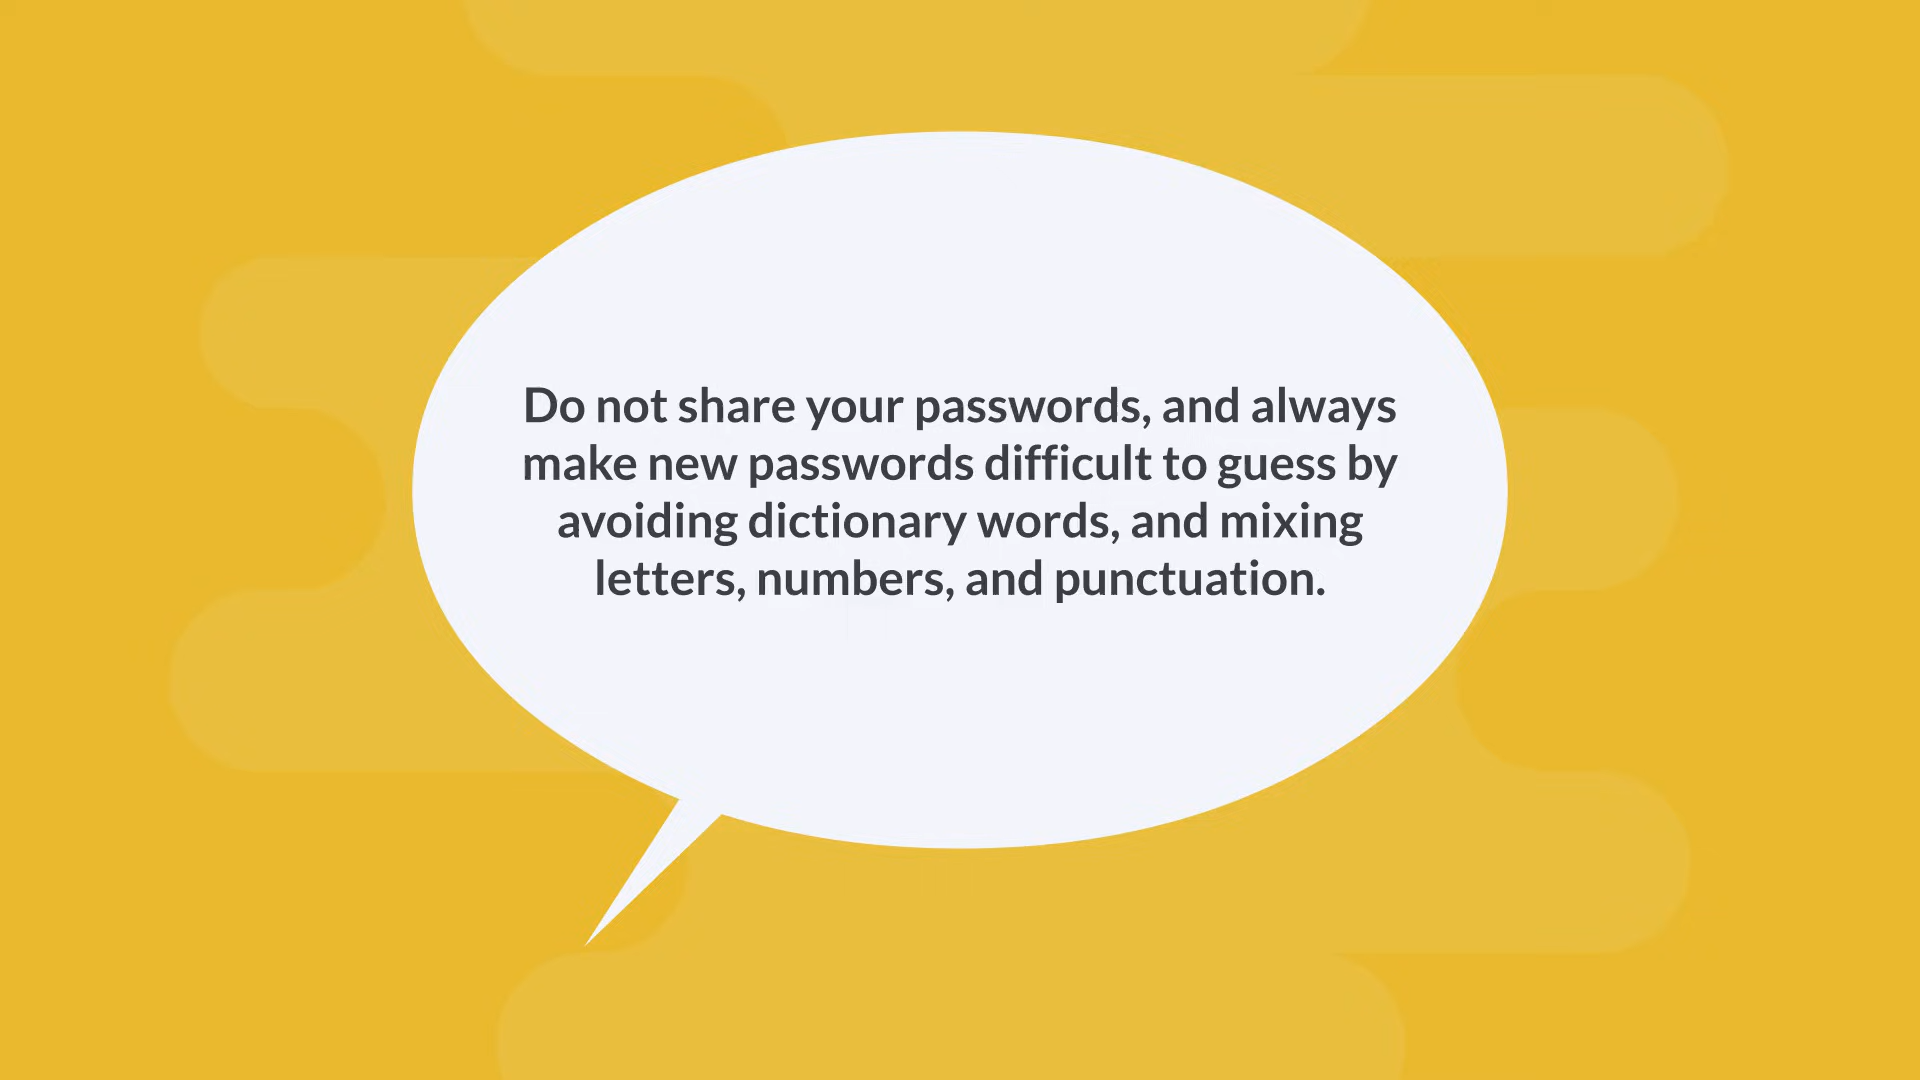 Do not share your passwords, and always
make new passwords difficult to guess by
avoiding dictionary words, and mixing
letters, numbers, and punctuation.